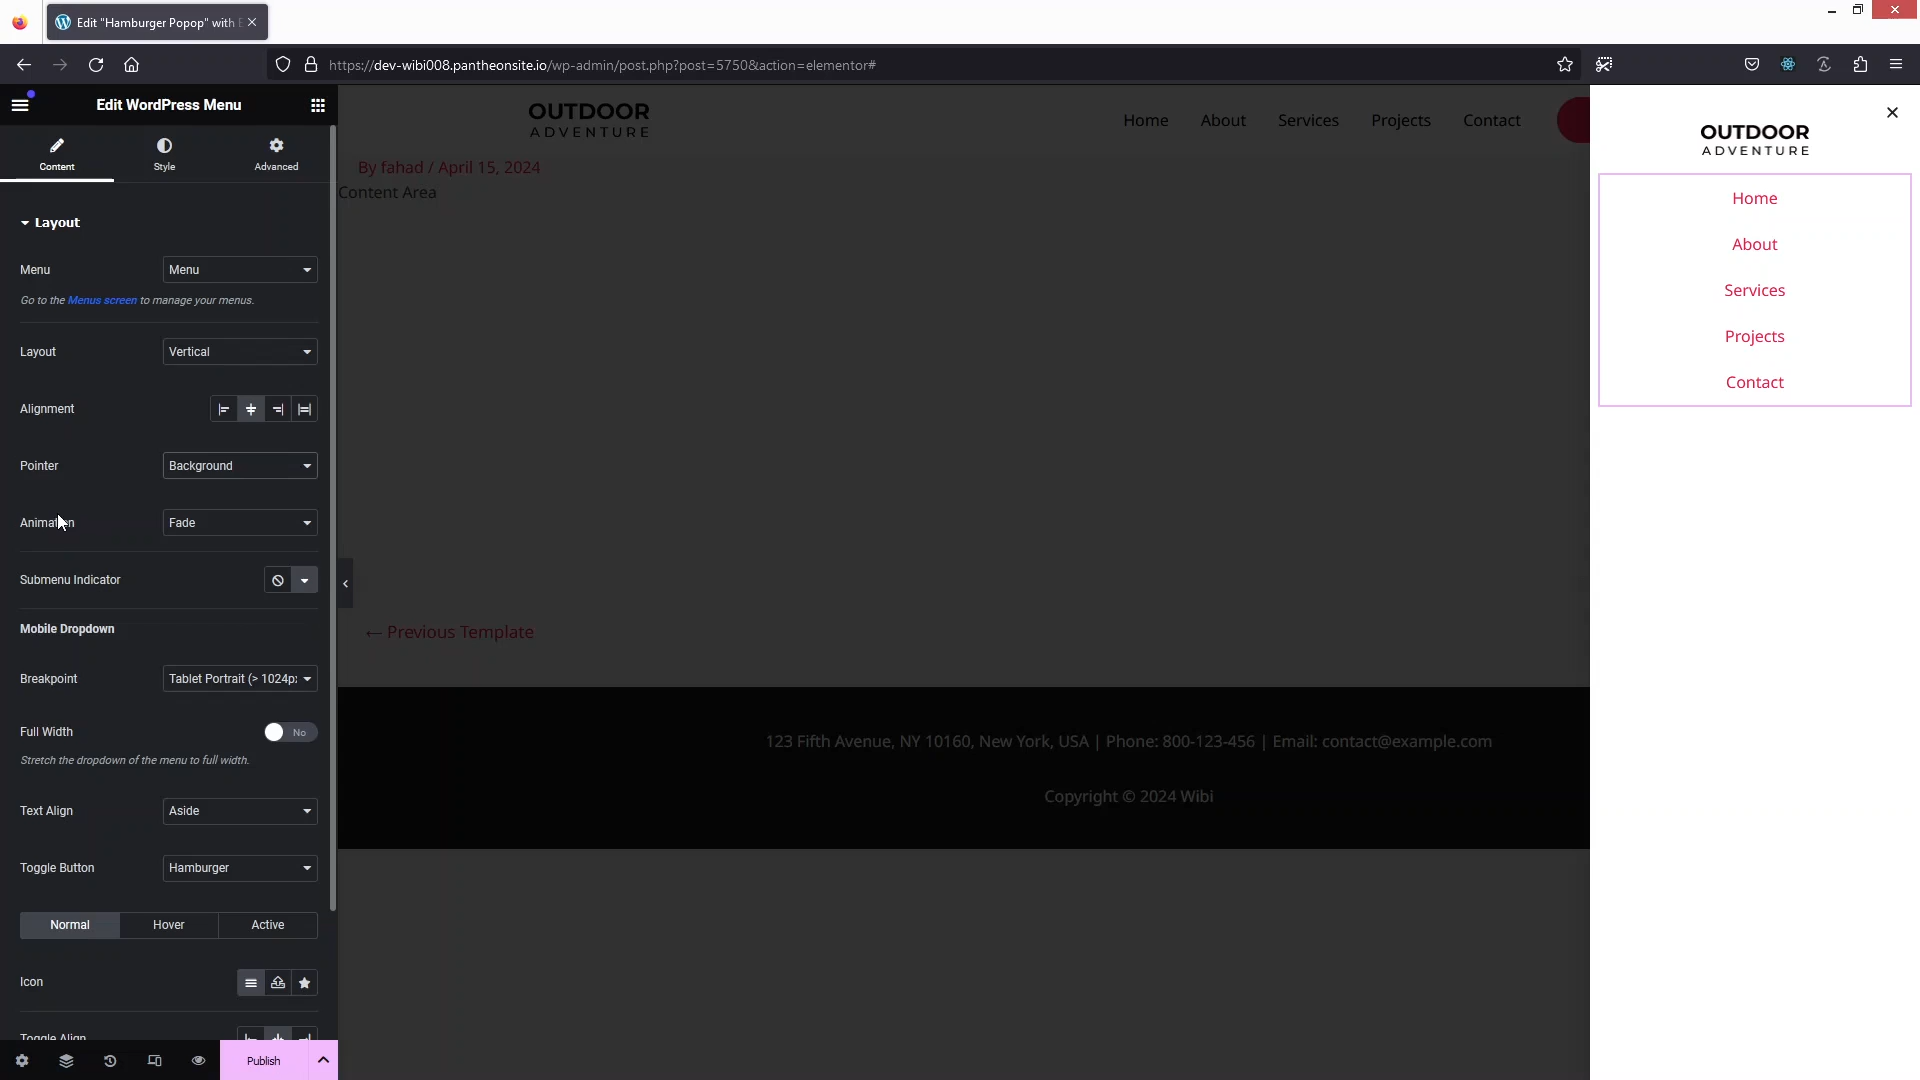 Edit "Hamburger Popop" with E
https://dev-wibi008.pantheonsite.io/wp-admin/post.php?post=5750&action=elementor#
Edit WordPress Menu
Content
Style
Advanced
Layout
Menu
Menu
Go to the Menus screen to manage your menus.
Layout
Vertical
Alignment
Pointer
Background
Animation
Fade
Submenu Indicator
Mobile Dropdown
Breakpoint
Tablet Portrait (> 1024px
Full Width
No
Stretch the dropdown of the menu to full width.
Text Align
Aside
Toggle Button
Hamburger
Normal
Hover
Active
Icon
Toggle Align
Publish
OUTDOOR
ADVENTURE
Home
About
Services
Projects
Contact
By fahad / April 15, 2024
Content Area
← Previous Template
123 Fifth Avenue, NY 10160, New York, USA | Phone: 800-123-456 | Email: contact@example.com
Copyright © 2024 Wibi
OUTDOOR
ADVENTURE
Home
About
Services
Projects
Contact